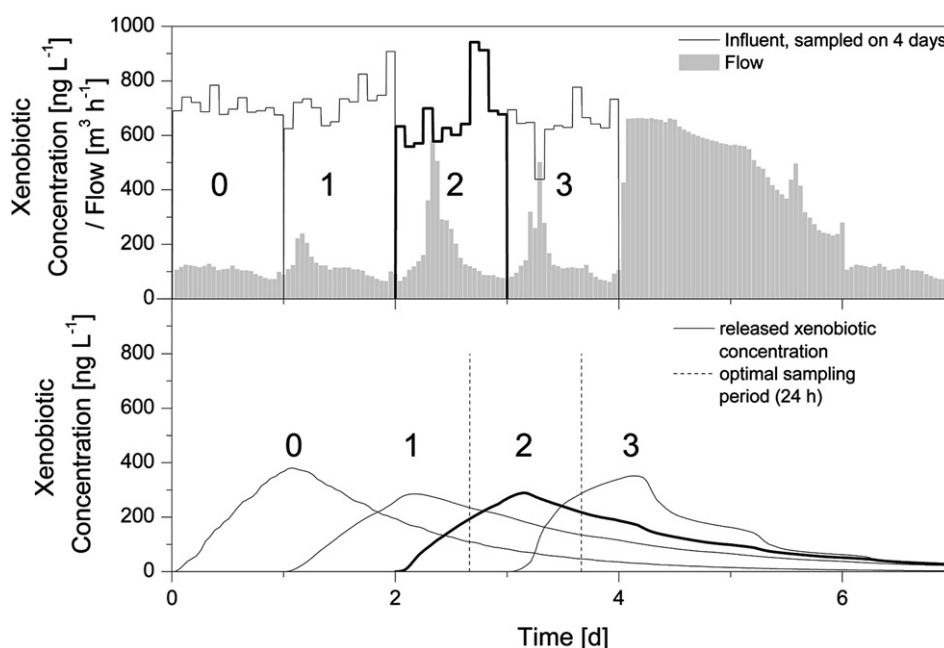 Xenobiotic
Concentration [ng L⁻¹]
/ Flow [m³ h⁻¹]
1000
800
600
400
200
0
Influent, sampled on 4 days
Flow
0 1 2 3
Xenobiotic
Concentration [ng L⁻¹]
800
600
400
200
0
released xenobiotic
concentration
optimal sampling
period (24 h)
0 1 2 3
0 2 4 6
Time [d]